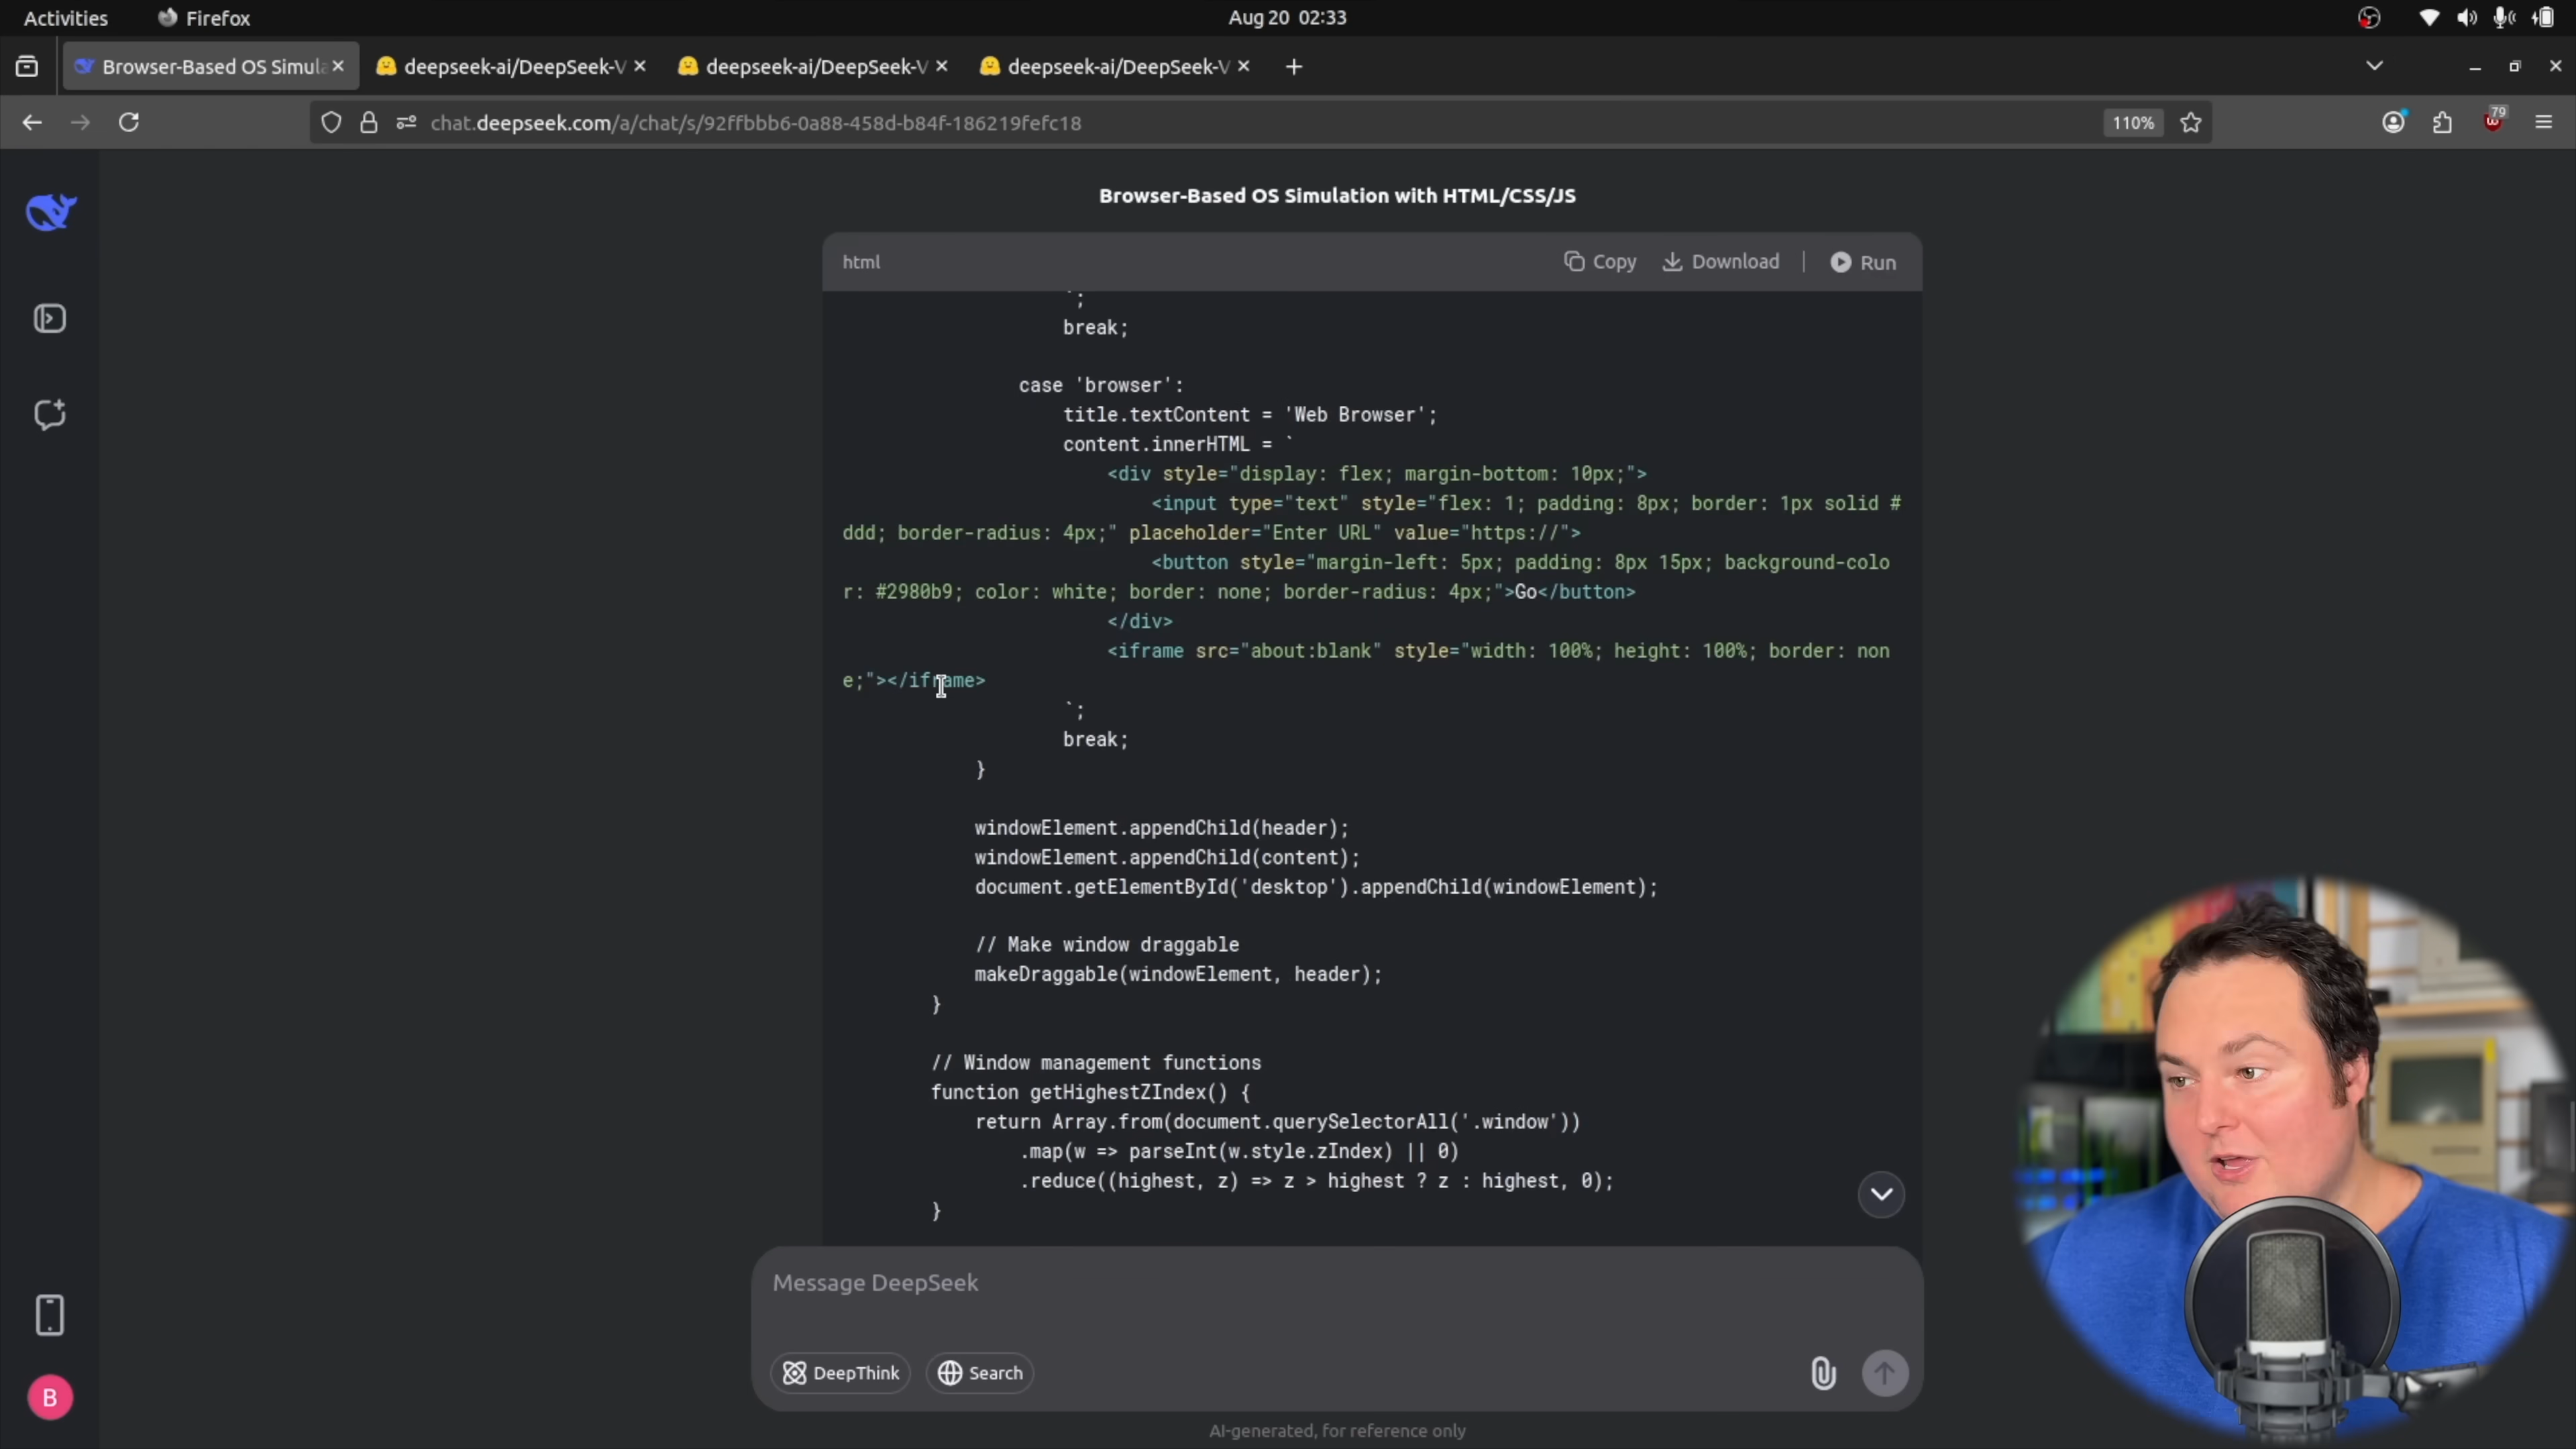 Activities
Firefox
Aug 20 02:33
Browser-Based OS Simula
deepseek-ai/DeepSeek-V
deepseek-ai/DeepSeek-V
deepseek-ai/DeepSeek-V
chat.deepseek.com/a/chat/s/92ffbbb6-0a88-458d-b84f-186219fefc18
110%
79
Browser-Based OS Simulation with HTML/CSS/JS
html
Copy
Download
Run
`;
break;
case 'browser':
title.textContent = 'Web Browser';
content.innerHTML = `
<div style="display: flex; margin-bottom: 10px;">
<input type="text" style="flex: 1; padding: 8px; border: 1px solid #
ddd; border-radius: 4px;" placeholder="Enter URL" value="https://">
<button style="margin-left: 5px; padding: 8px 15px; background-colo
r: #2980b9; color: white; border: none; border-radius: 4px;">Go</button>
</div>
<iframe src="about:blank" style="width: 100%; height: 100%; border: non
e;"></iframe>
`;
break;
}
windowElement.appendChild(header);
windowElement.appendChild(content);
document.getElementById('desktop').appendChild(windowElement);
// Make window draggable
makeDraggable(windowElement, header);
}
// Window management functions
function getHighestZIndex() {
return Array.from(document.querySelectorAll('.window'))
.map(w => parseInt(w.style.zIndex) || 0)
.reduce((highest, z) => z > highest ? z : highest, 0);
}
Message DeepSeek
DeepThink
Search
B
AI-generated, for reference only